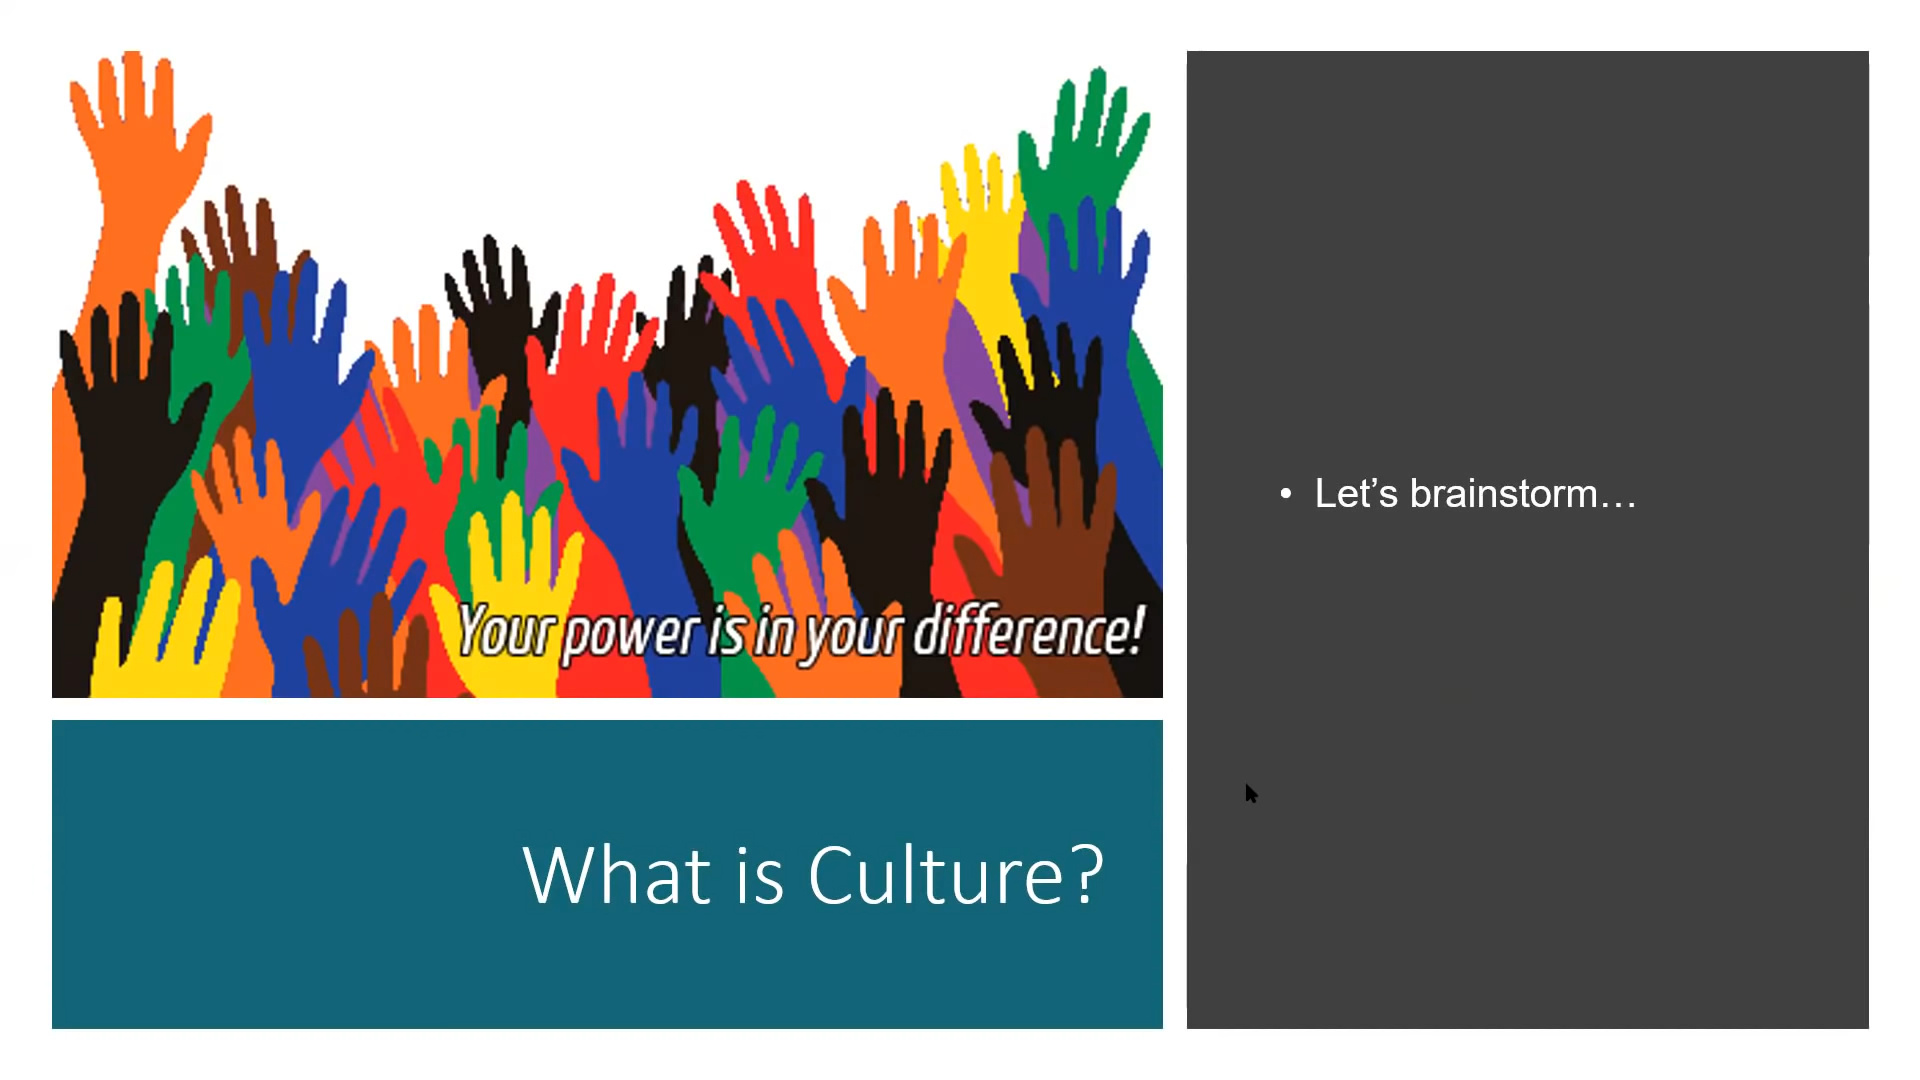 Your power is in your difference!
What is Culture?
• Let’s brainstorm…